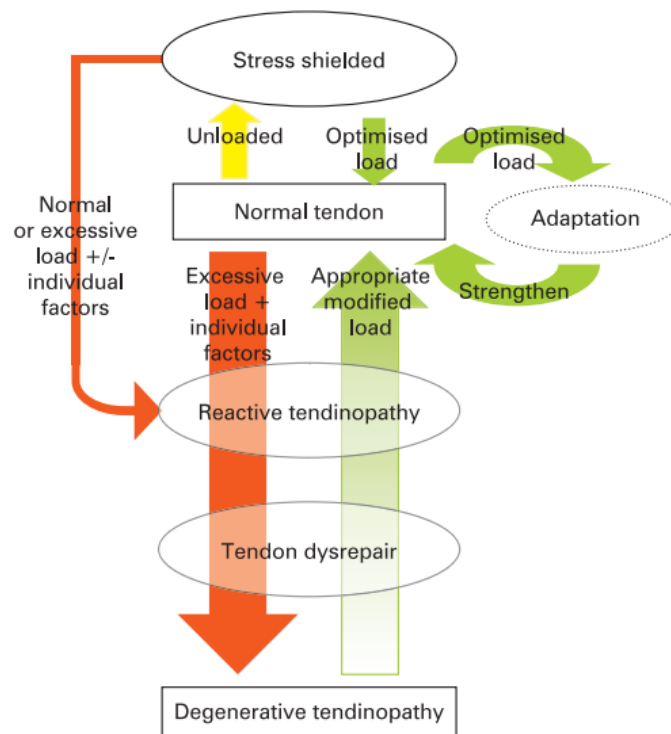 Stress shielded
Unloaded
Optimised
load
Optimised
load
Normal
or excessive
load +/-
individual
factors
Normal tendon
Adaptation
Excessive
load +
individual
factors
Appropriate
modified
load
Strengthen
Reactive tendinopathy
Tendon dysrepair
Degenerative tendinopathy